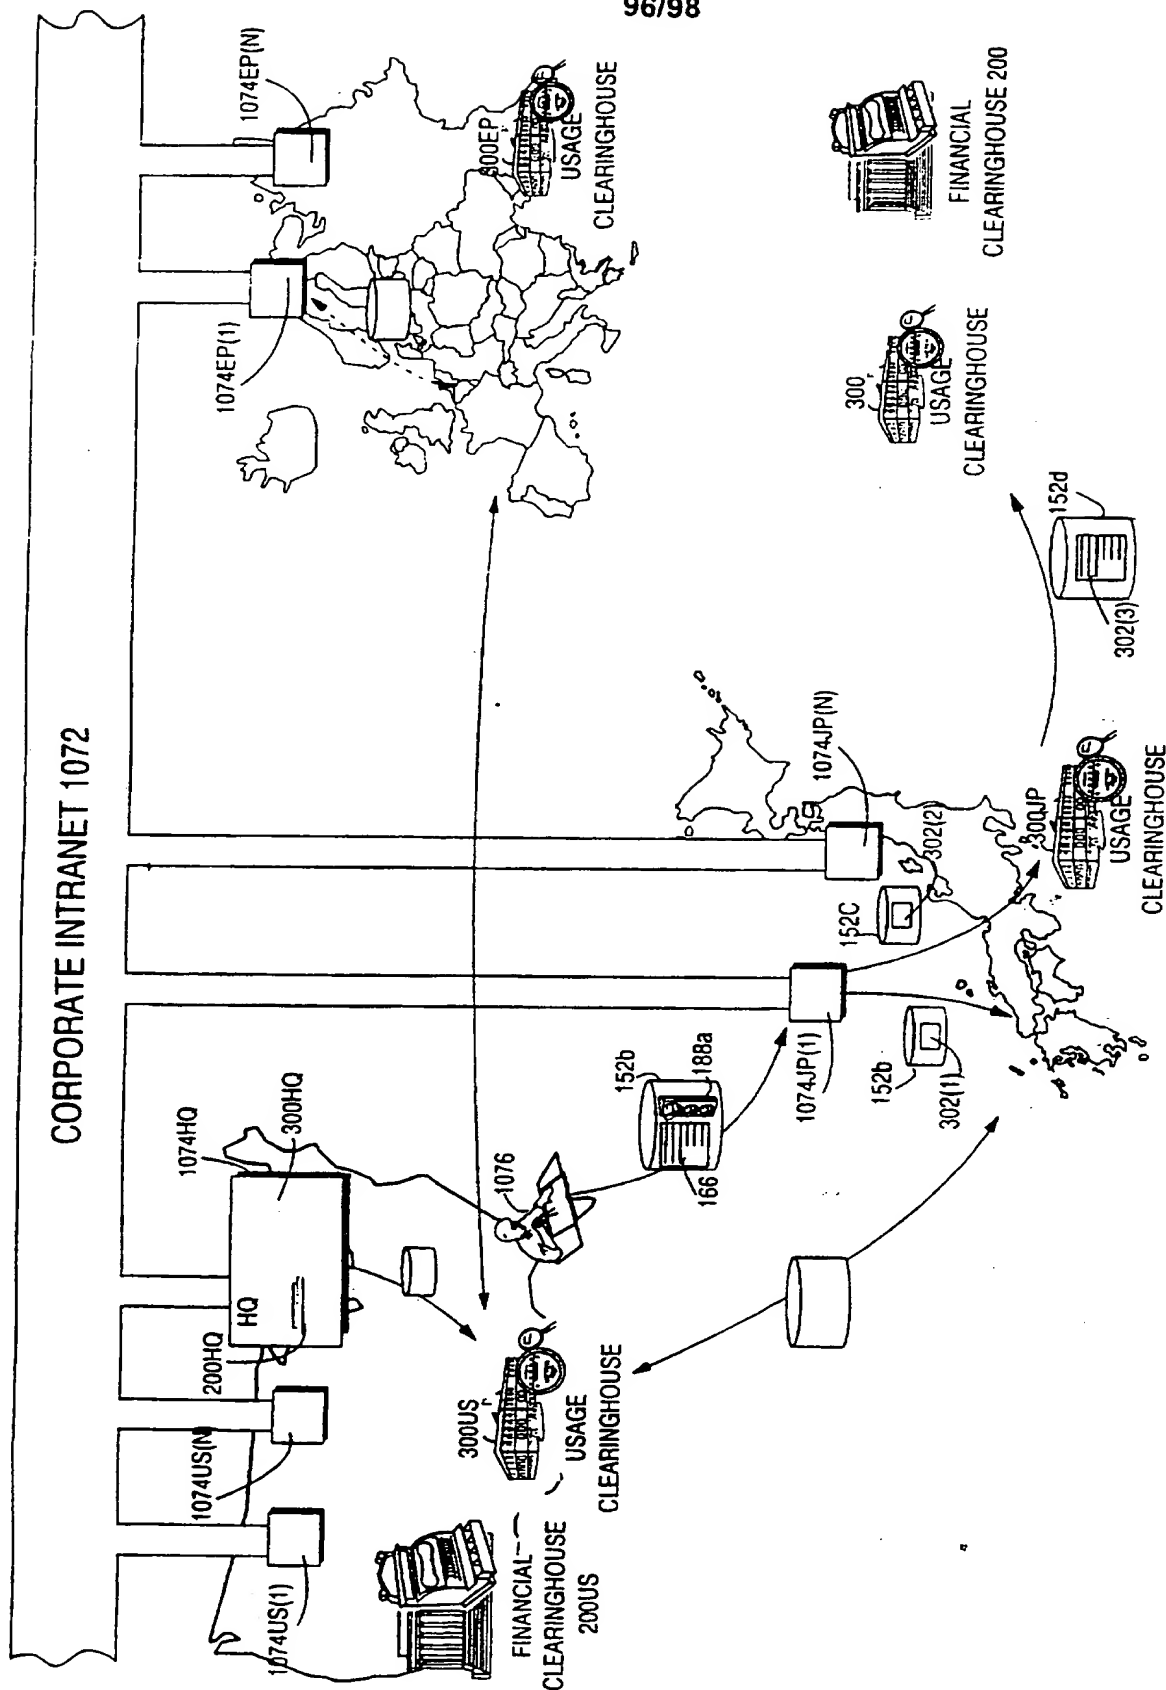 96/98
CORPORATE INTRANET 1072
1074US(1)
1074US(N)
200HQ
HQ
1074HQ
300HQ
1074EP(1)
1074EP(N)
FINANCIAL
CLEARINGHOUSE
200US
300US
USAGE
CLEARINGHOUSE
1076
152b
188a
166
1074JP(1)
152b
302(1)
152C
302(2)
1074JP(N)
300JP
USAGE
CLEARINGHOUSE
152d
302(3)
300EP
USAGE
CLEARINGHOUSE
300
USAGE
CLEARINGHOUSE
FINANCIAL
CLEARINGHOUSE 200